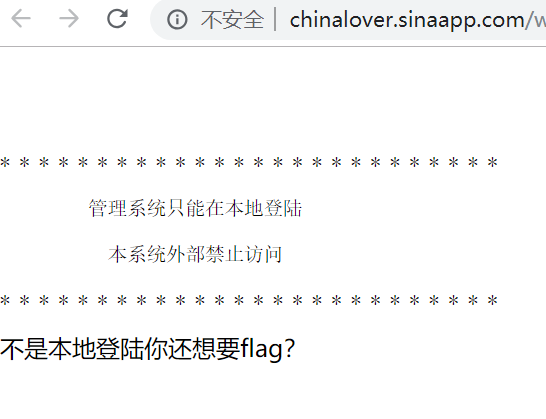 不安全 | chinalover.sinaapp.com/w
* * * * * * * * * * * * * * * * * * * * * * * * * *
管理系统只能在本地登陆
本系统外部禁止访问
* * * * * * * * * * * * * * * * * * * * * * * * * *
不是本地登陆你还想要flag？